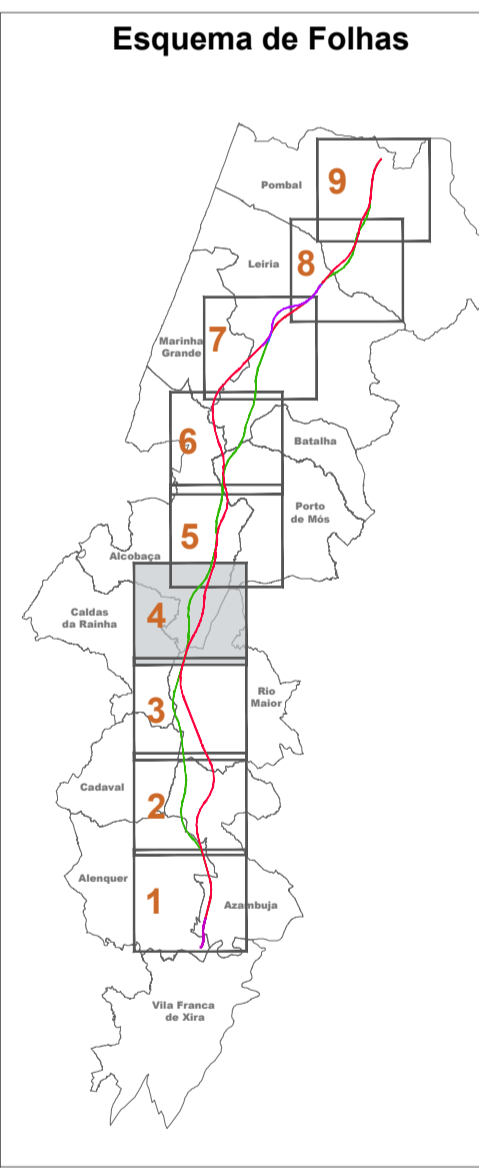 Esquema de Folhas
9
Pombal
8
Leiria
7
Marinha
Grande
6
Batalha
Porto
de Mós
5
Alcobaça
4
Caldas
da Rainha
Rio
Maior
3
Cadaval
2
Alenquer
1
Azambuja
Vila Franca
de Xira